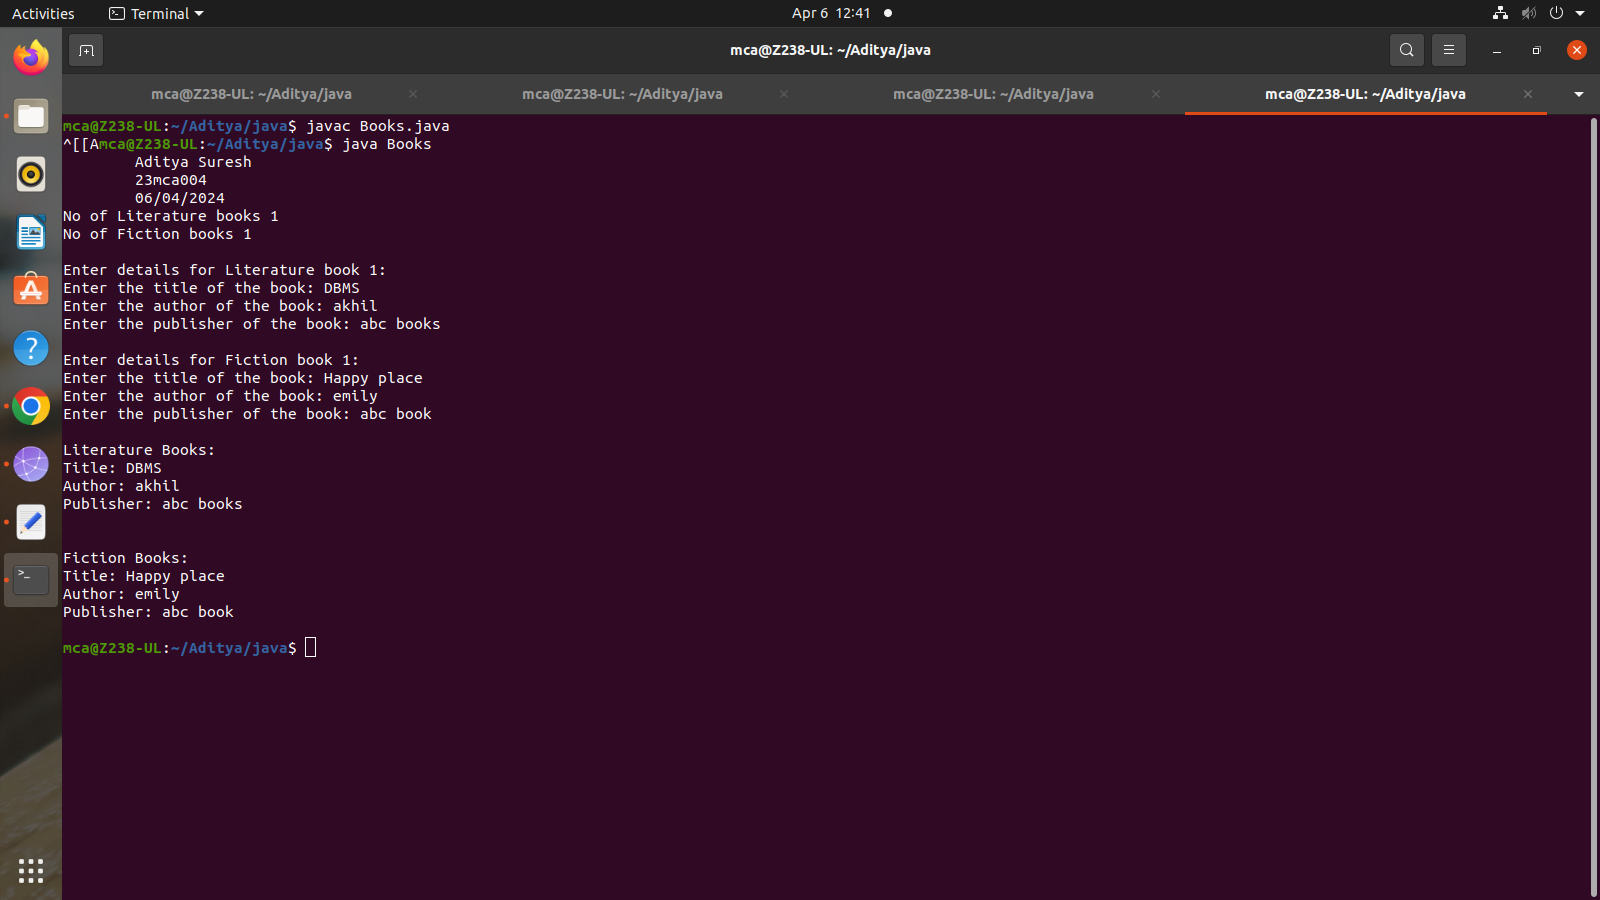 Activities Terminal Apr 6 12:41
mca@Z238-UL: ~/Aditya/java
mca@Z238-UL: ~/Aditya/java mca@Z238-UL: ~/Aditya/java mca@Z238-UL: ~/Aditya/java mca@Z238-UL: ~/Aditya/java
mca@Z238-UL:~/Aditya/java$ javac Books.java
^[[Amca@Z238-UL:~/Aditya/java$ java Books
        Aditya Suresh
        23mca004
        06/04/2024
No of Literature books 1
No of Fiction books 1

Enter details for Literature book 1:
Enter the title of the book: DBMS
Enter the author of the book: akhil
Enter the publisher of the book: abc books

Enter details for Fiction book 1:
Enter the title of the book: Happy place
Enter the author of the book: emily
Enter the publisher of the book: abc book

Literature Books:
Title: DBMS
Author: akhil
Publisher: abc books


Fiction Books:
Title: Happy place
Author: emily
Publisher: abc book

mca@Z238-UL:~/Aditya/java$